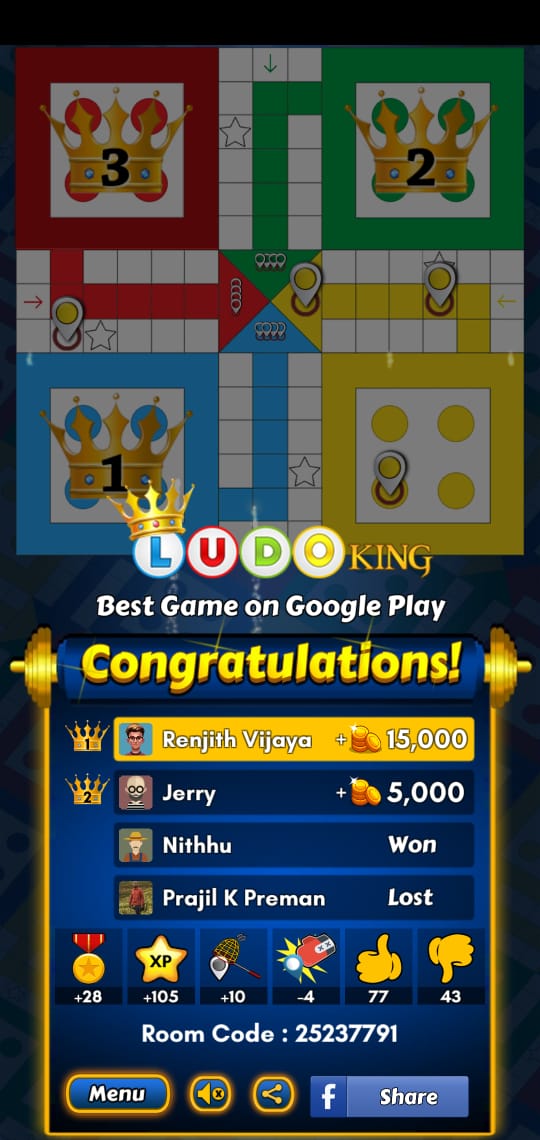 3
2
1
LUDO KING
Best Game on Google Play
Congratulations!
1 Renjith Vijaya + 15,000
2 Jerry + 5,000
Nithhu Won
Prajil K Preman Lost
XP
+28 +105 +10 -4 77 43
Room Code : 25237791
Menu f Share